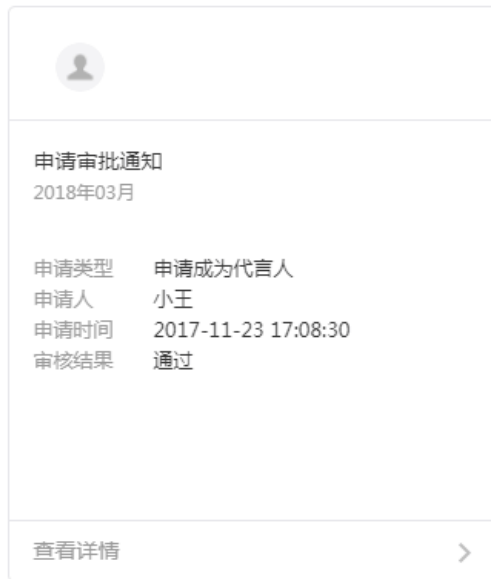 申请审批通知
2018年03月
申请类型 申请成为代言人
申请人 小王
申请时间 2017-11-23 17:08:30
审核结果 通过
查看详情